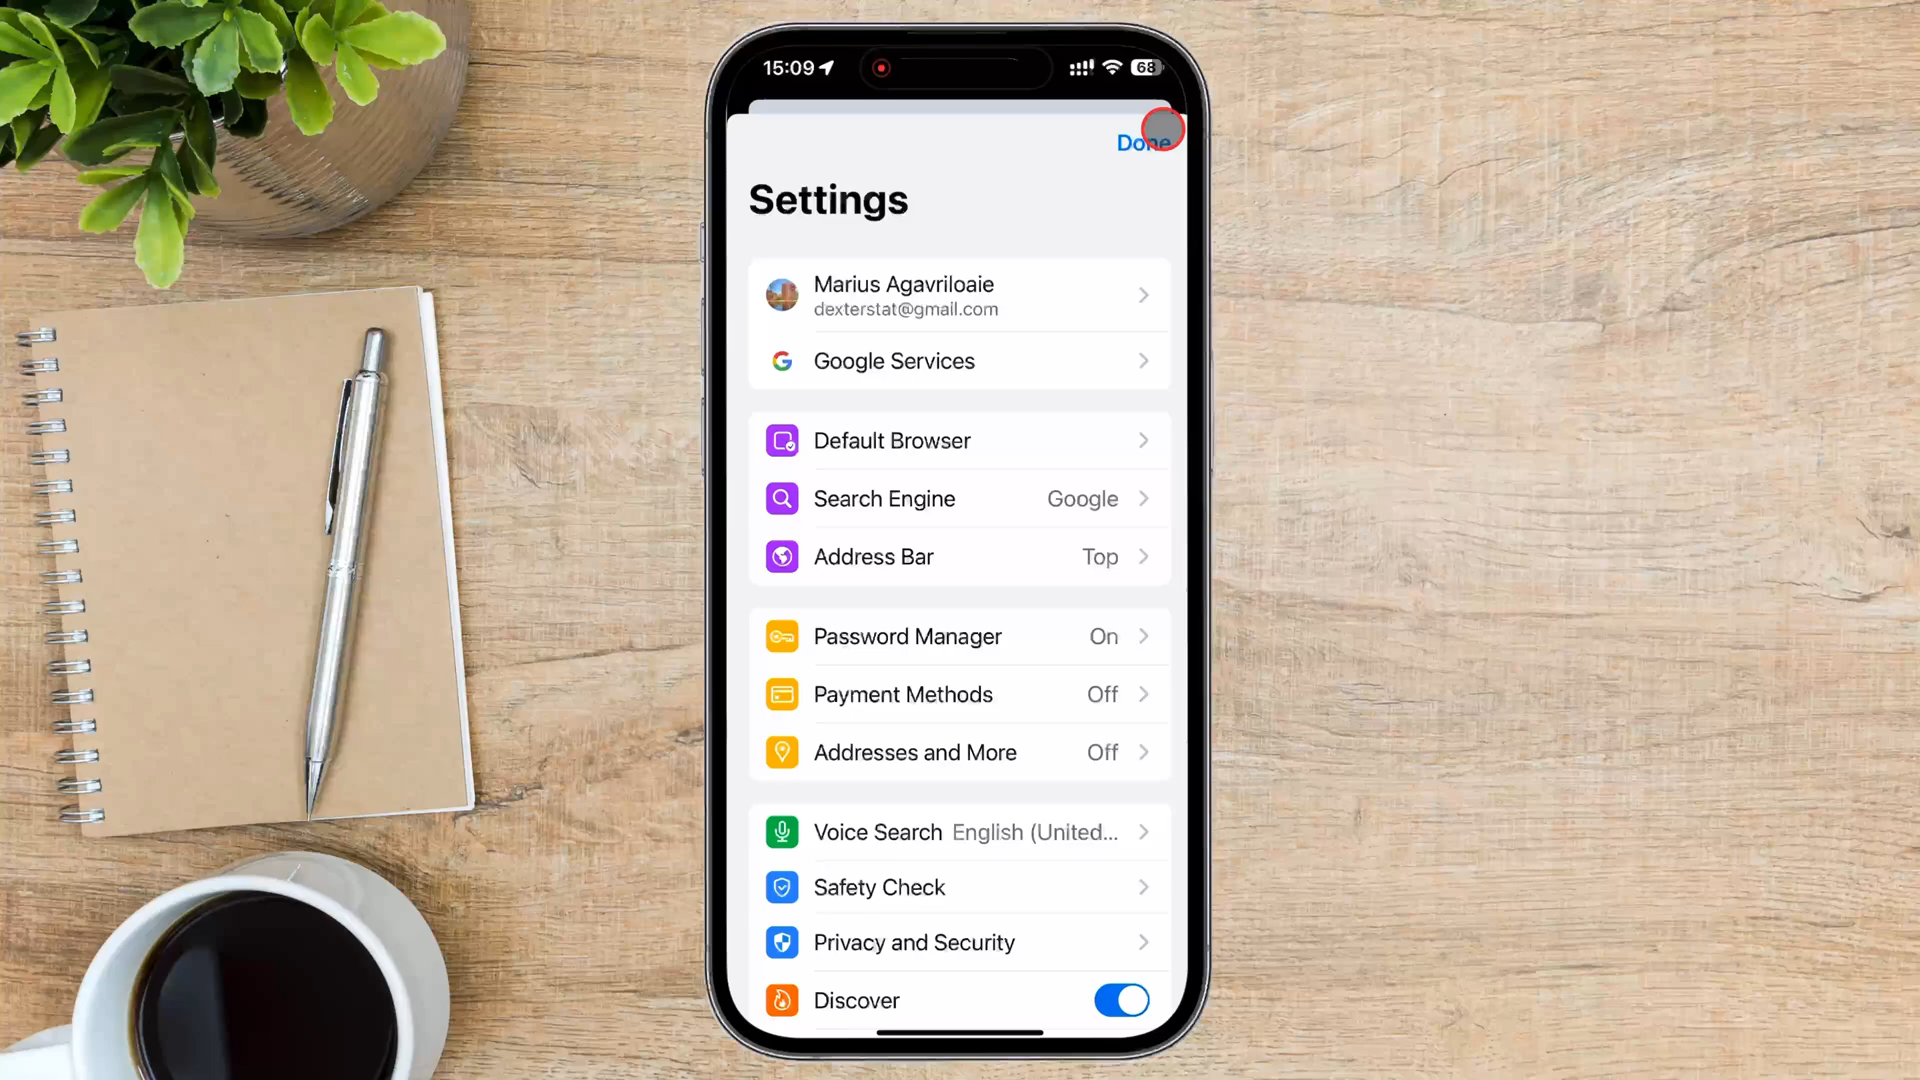 15:09
68
Done
Settings
Marius Agavriloaie
dexterstat@gmail.com
Google Services
Default Browser
Search Engine Google
Address Bar Top
Password Manager On
Payment Methods Off
Addresses and More Off
Voice Search English (United...
Safety Check
Privacy and Security
Discover